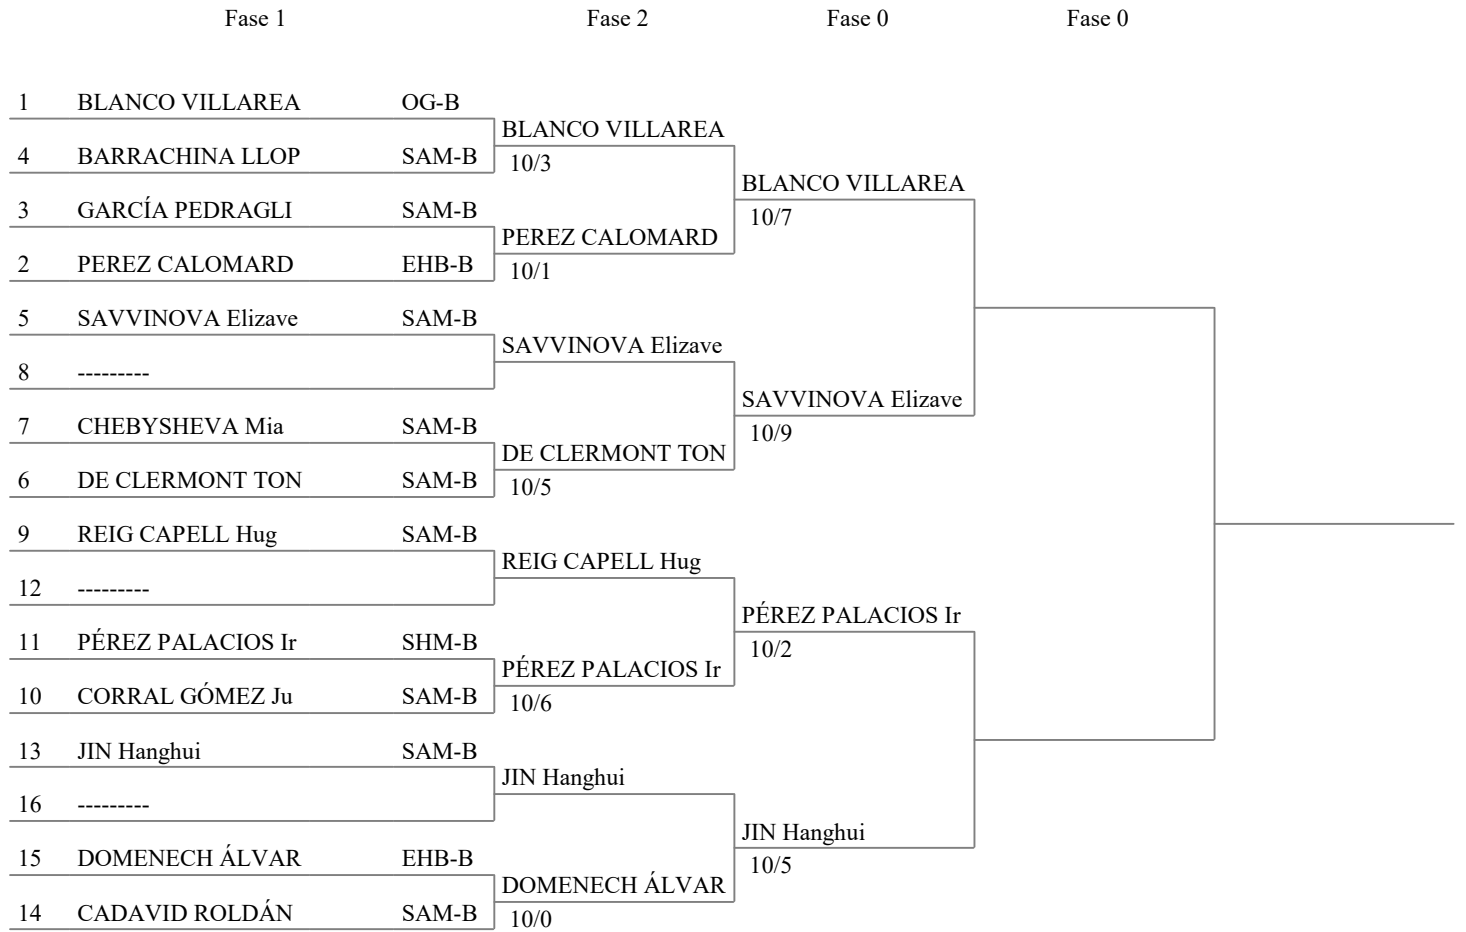 Fase 1 Fase 2 Fase 0 Fase 0
1 BLANCO VILLAREA OG-B
BLANCO VILLAREA
4 BARRACHINA LLOP SAM-B 10/3
BLANCO VILLAREA
3 GARCÍA PEDRAGLI SAM-B 10/7
PEREZ CALOMARD
2 PEREZ CALOMARD EHB-B 10/1
5 SAVVINOVA Elizave SAM-B
SAVVINOVA Elizave
8 ---------
SAVVINOVA Elizave
7 CHEBYSHEVA Mia SAM-B 10/9
DE CLERMONT TON
6 DE CLERMONT TON SAM-B 10/5
9 REIG CAPELL Hug SAM-B
REIG CAPELL Hug
12 ---------
PÉREZ PALACIOS Ir
11 PÉREZ PALACIOS Ir SHM-B 10/2
PÉREZ PALACIOS Ir
10 CORRAL GÓMEZ Ju SAM-B 10/6
13 JIN Hanghui SAM-B
JIN Hanghui
16 ---------
JIN Hanghui
15 DOMENECH ÁLVAR EHB-B 10/5
DOMENECH ÁLVAR
14 CADAVID ROLDÁN SAM-B 10/0